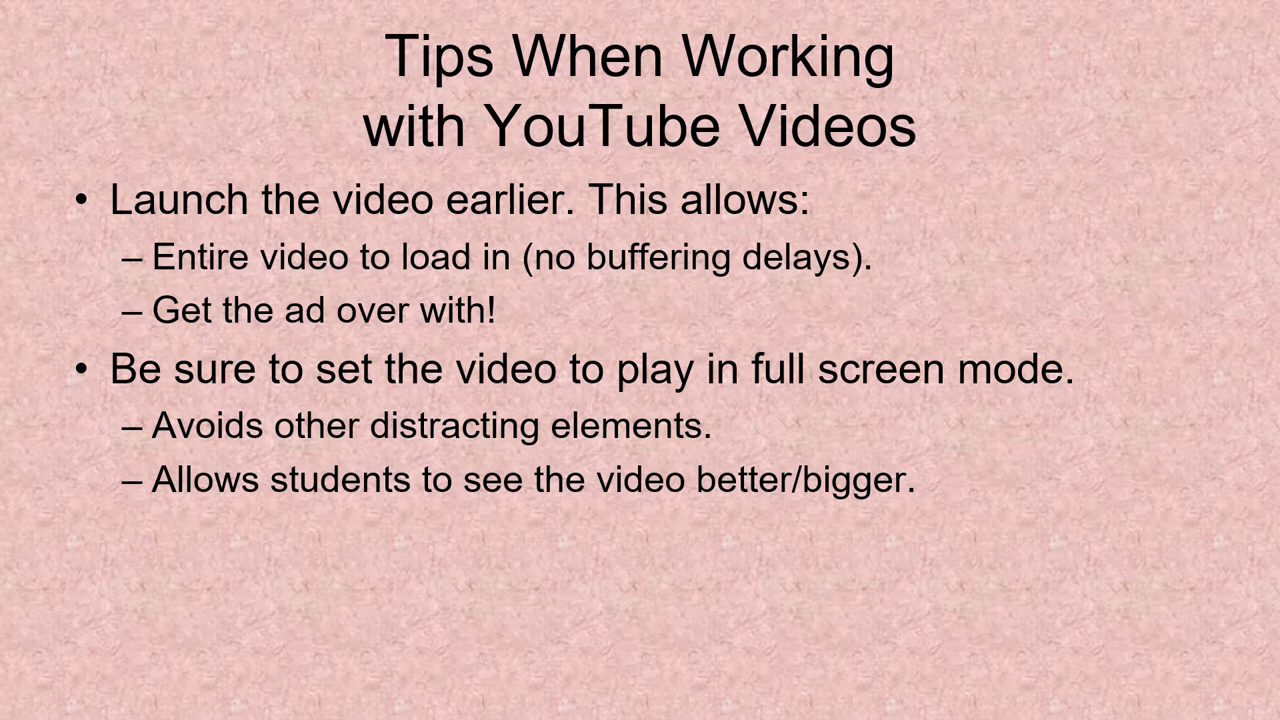 Tips When Working
with YouTube Videos
• Launch the video earlier. This allows:
– Entire video to load in (no buffering delays).
– Get the ad over with!
• Be sure to set the video to play in full screen mode.
– Avoids other distracting elements.
– Allows students to see the video better/bigger.